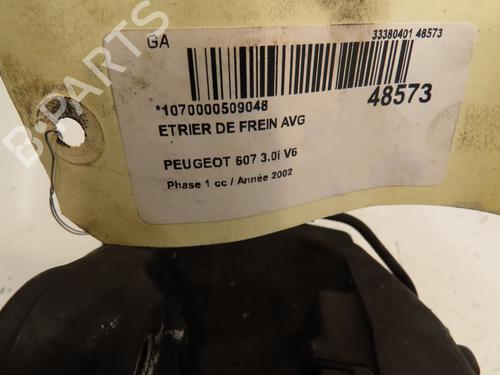 GA
33380401 48573
*1070000509048
48573
ETRIER DE FREIN AVG
PEUGEOT 607 3.0i V6
Phase 1 cc / Année 2002
B-PARTS